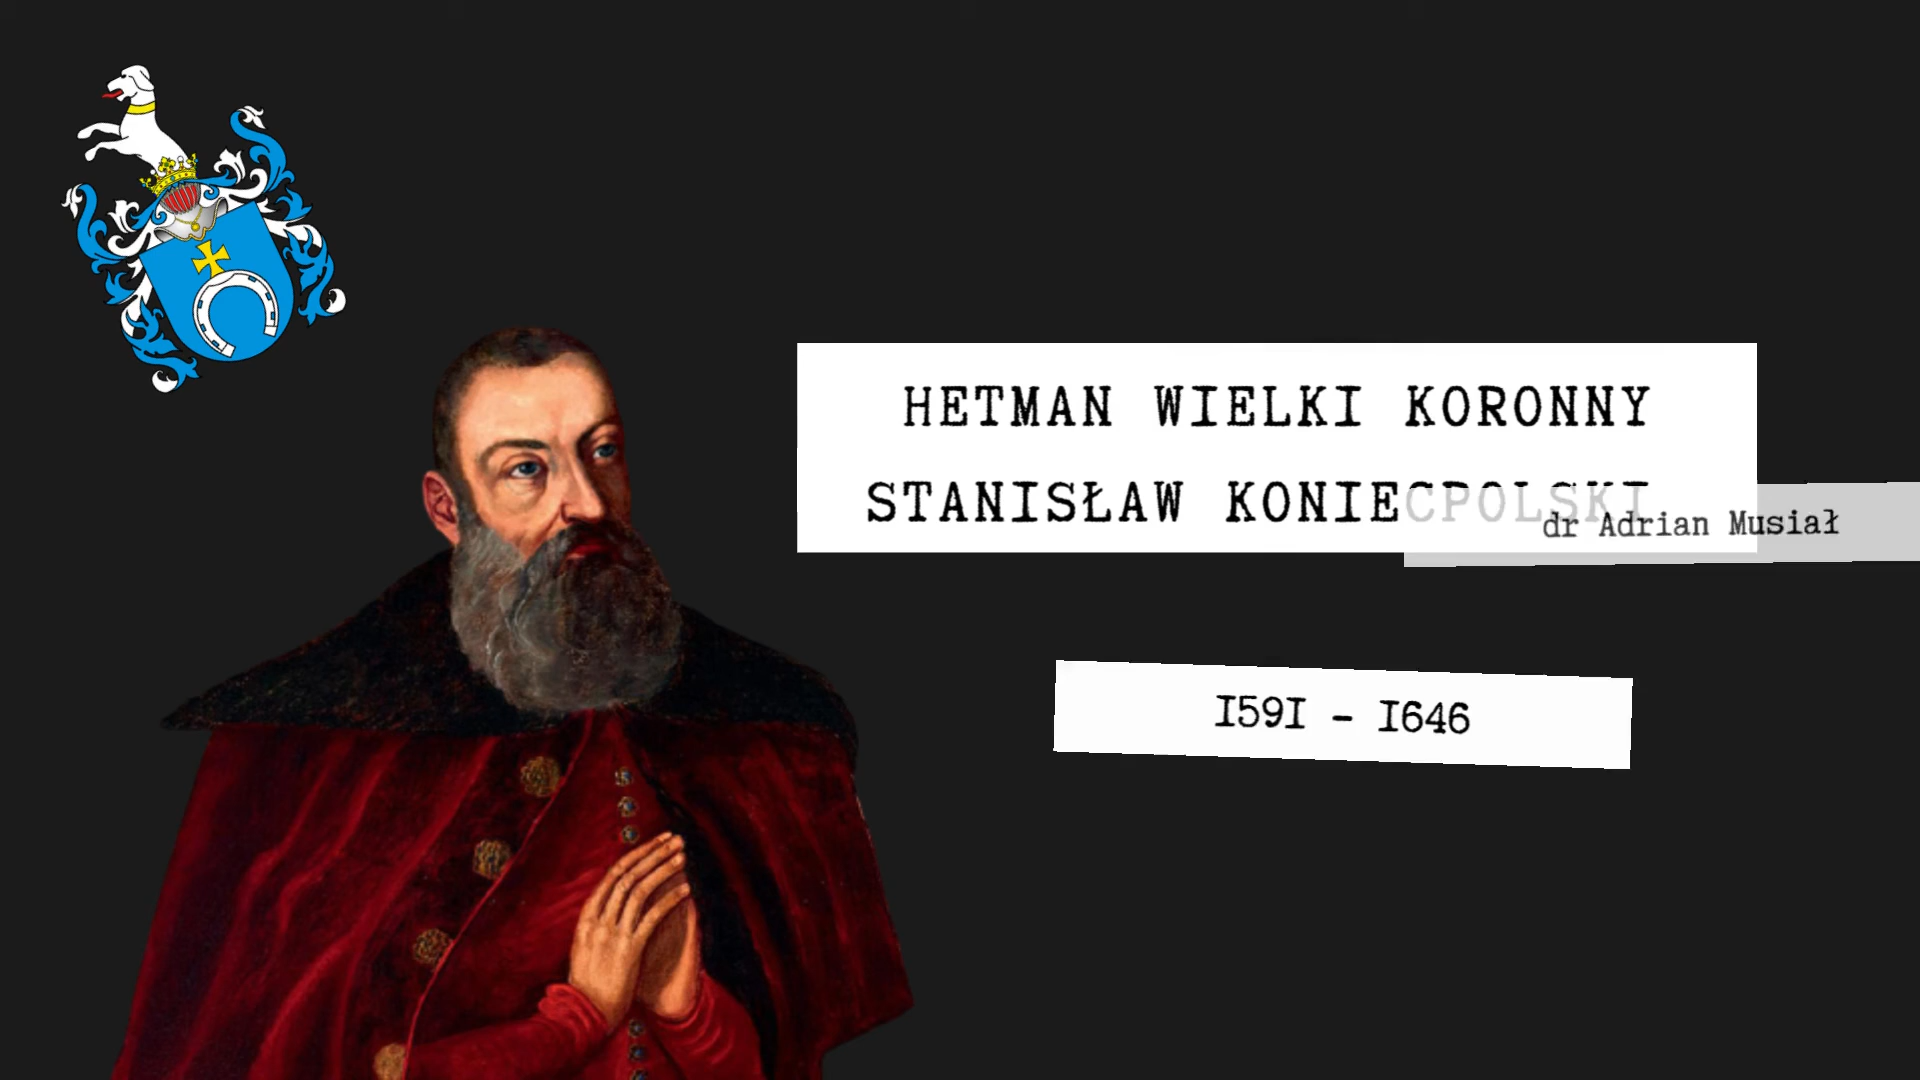 HETMAN WIELKI KORONNY
STANISŁAW KONIECPOLSKI
dr Adrian Musiał
1591 - 1646